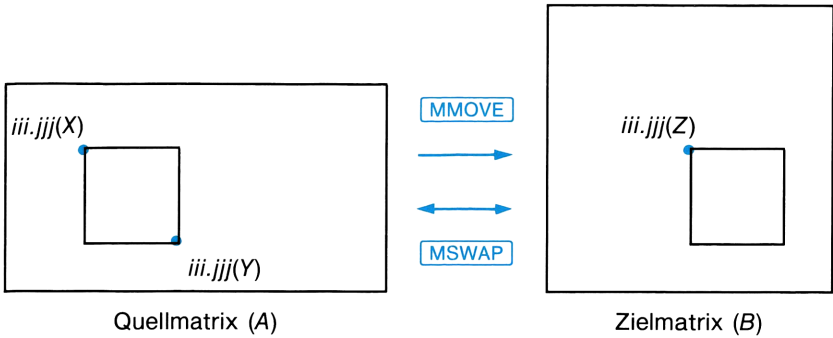 MMOVE
iii.jjj(X)
iii.jjj(Z)
iii.jjj(Y)
MSWAP
Quellmatrix (A)
Zielmatrix (B)